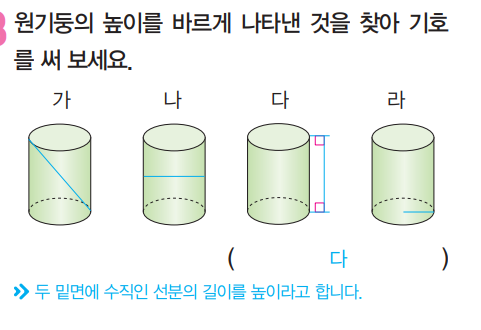 원기둥의 높이를 바르게 나타낸 것을 찾아 기호
를 써 보세요.
가 나 다 라
( 다 )
두 밑면에 수직인 선분의 길이를 높이라고 합니다.